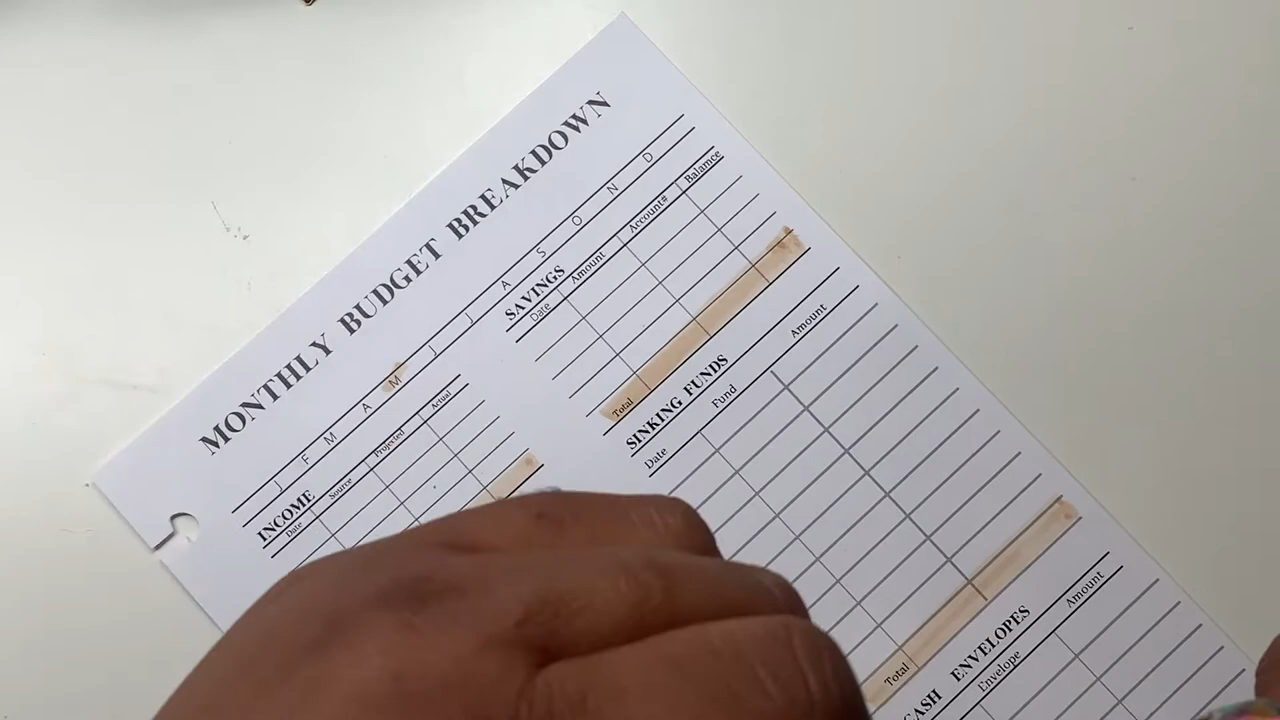 MONTHLY BUDGET BREAKDOWN
J F M A M J J A S O N D
INCOME
Date Source Projected Actual
SAVINGS
Date Amount Account# Balance
Total
SINKING FUNDS
Date Fund Amount
Total
CASH ENVELOPES
Envelope Amount